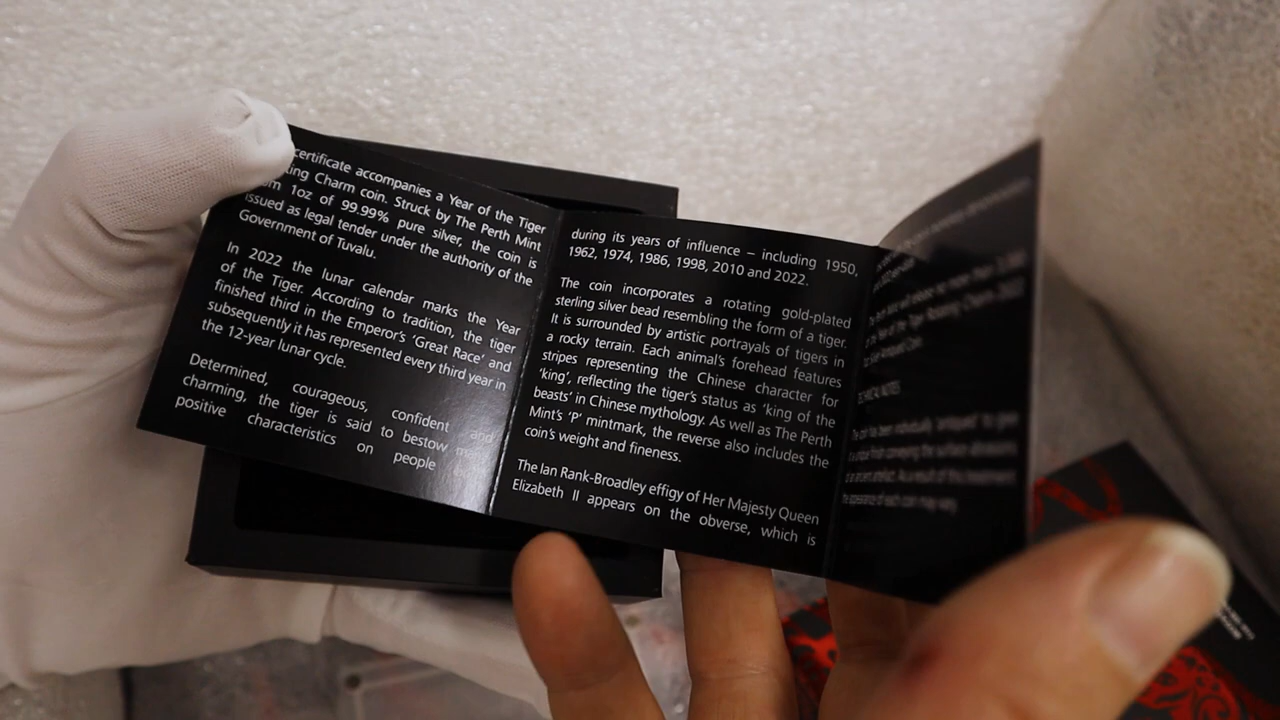 certificate accompanies a Year of the Tiger
Charm coin. Struck by The Perth Mint
1oz of 99.99% pure silver, the coin is
issued as legal tender under the authority of the
Government of Tuvalu.
In 2022 the lunar calendar marks the Year
of the Tiger. According to tradition, the tiger
finished third in the Emperor's 'Great Race' and
subsequently it has represented every third year in
the 12-year lunar cycle.
Determined, courageous, confident and
charming, the tiger is said to bestow
positive characteristics on people
during its years of influence – including 1950,
1962, 1974, 1986, 1998, 2010 and 2022.
The coin incorporates a rotating gold-plated
sterling silver bead resembling the form of a tiger.
It is surrounded by artistic portrayals of tigers in
a rocky terrain. Each animal's forehead features
stripes representing the Chinese character for
'king', reflecting the tiger's status as 'king of the
beasts' in Chinese mythology. As well as The Perth
Mint's 'P' mintmark, the reverse also includes the
coin's weight and fineness.
The Ian Rank-Broadley effigy of Her Majesty Queen
Elizabeth II appears on the obverse, which is